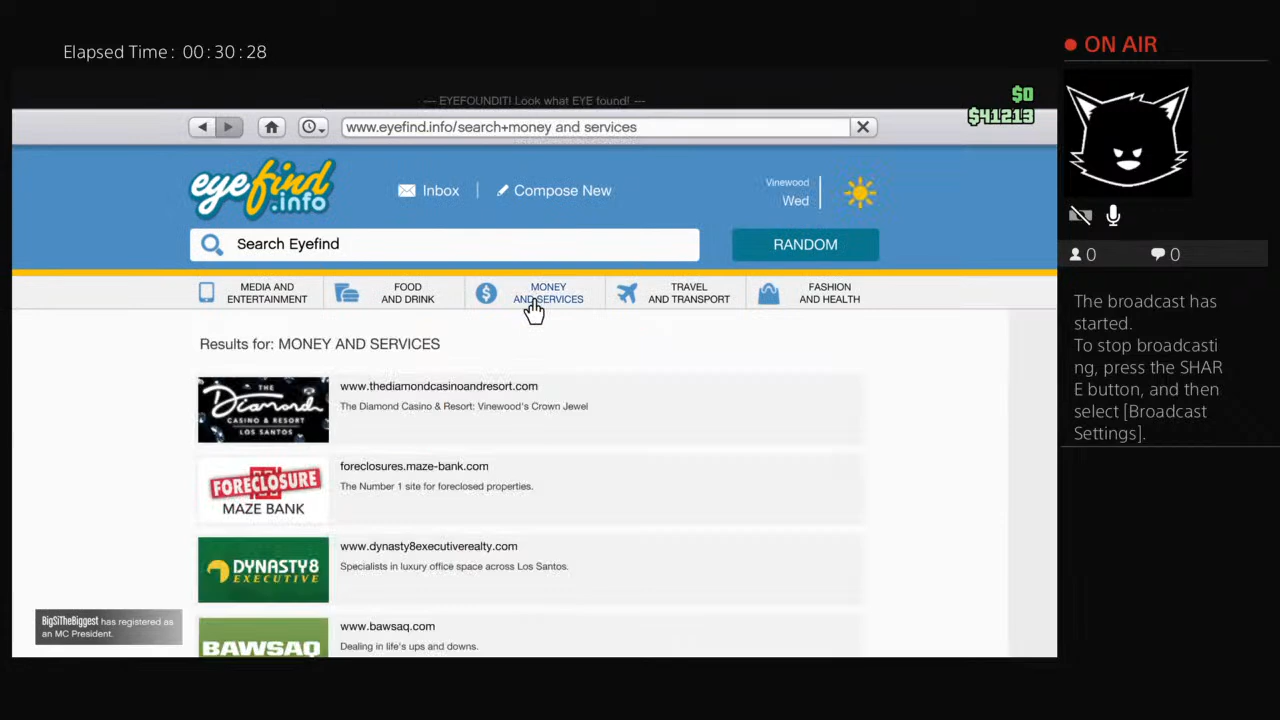 Elapsed Time: 00:30:28
ON AIR
--- EYEFOUNDIT! Look what EYE found! ---
$0
$41213
www.eyefind.info/search+money and services
eyefind
.info
Inbox
Compose New
Vinewood
Wed
Search Eyefind
RANDOM
MEDIA AND
ENTERTAINMENT
FOOD
AND DRINK
MONEY
AND SERVICES
TRAVEL
AND TRANSPORT
FASHION
AND HEALTH
Results for: MONEY AND SERVICES
THE
Diamond
CASINO & RESORT
LOS SANTOS
www.thediamondcasinoandresort.com
The Diamond Casino & Resort: Vinewood's Crown Jewel
FORECLOSURE
MAZE BANK
foreclosures.maze-bank.com
The Number 1 site for foreclosed properties.
DYNASTY8
EXECUTIVE
www.dynasty8executiverealty.com
Specialists in luxury office space across Los Santos.
BAWSAQ
www.bawsaq.com
Dealing in life's ups and downs.
BigSiTheBiggest has registered as
an MC President.
0
0
The broadcast has
started.
To stop broadcasti
ng, press the SHAR
E button, and then
select [Broadcast
Settings].